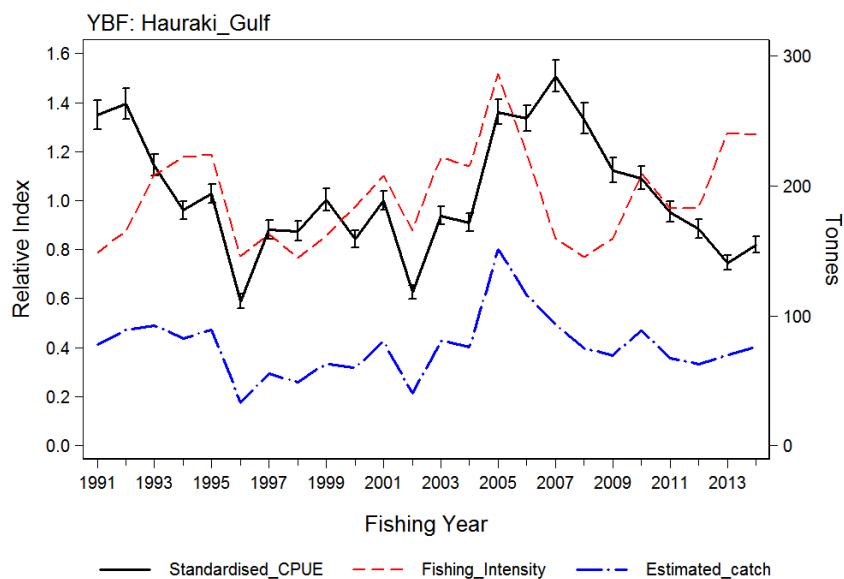 YBF: Hauraki_Gulf
1.6
1.4
1.2
1.0
0.8
0.6
0.4
0.2
0.0
Relative Index
300
200
100
0
Tonnes
1991 1993 1995 1997 1999 2001 2003 2005 2007 2009 2011 2013
Fishing Year
Standardised_CPUE Fishing_Intensity Estimated_catch